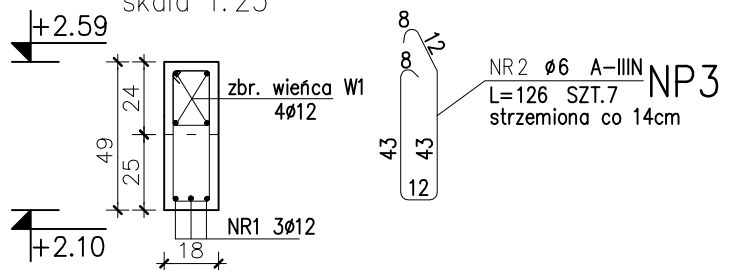 skala 1:25
+2.59
24
49
25
+2.10
18
zbr. wieńca W1
4ø12
NR1 3ø12
8
12
8
43
43
12
NR2 ø6 A-IIIN
L=126 SZT.7
strzemiona co 14cm
NP3